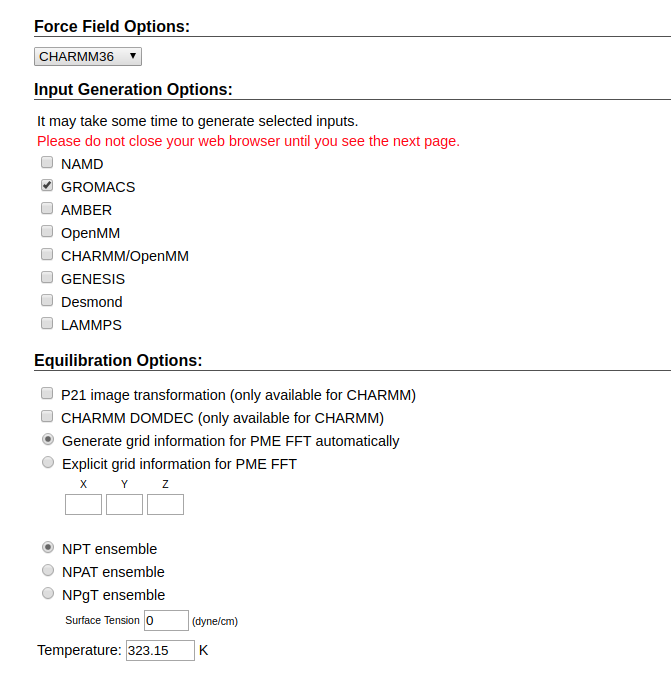 Force Field Options:
CHARMM36
Input Generation Options:
It may take some time to generate selected inputs.
Please do not close your web browser until you see the next page.
NAMD
GROMACS
AMBER
OpenMM
CHARMM/OpenMM
GENESIS
Desmond
LAMMPS
Equilibration Options:
P21 image transformation (only available for CHARMM)
CHARMM DOMDEC (only available for CHARMM)
Generate grid information for PME FFT automatically
Explicit grid information for PME FFT
X Y Z
NPT ensemble
NPAT ensemble
NPgT ensemble
Surface Tension 0 (dyne/cm)
Temperature: 323.15 K